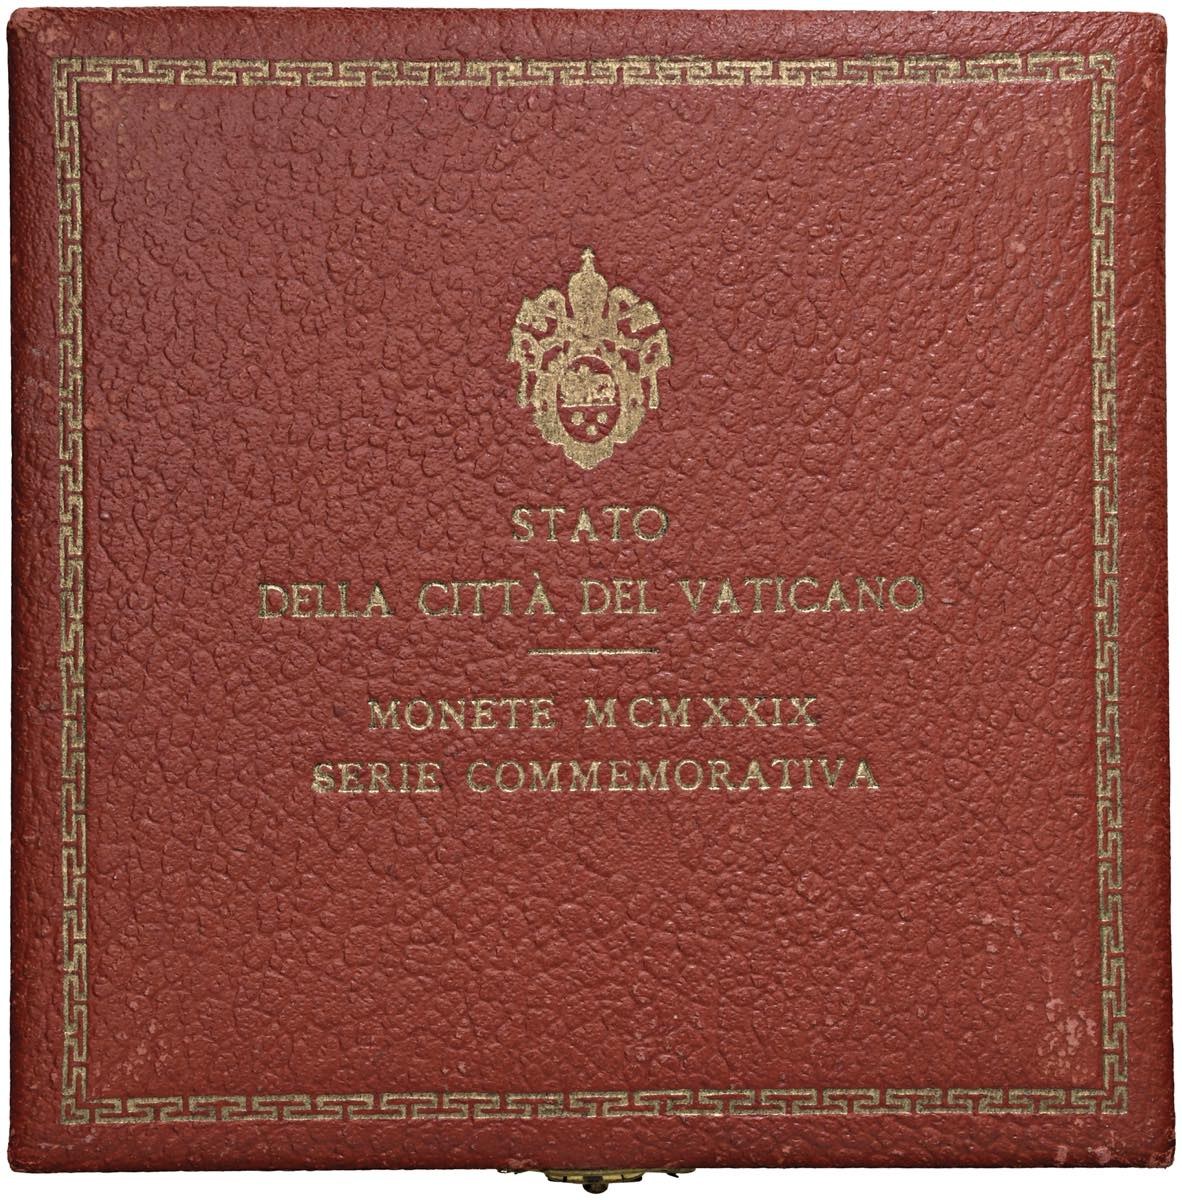 STATO
DELLA CITTÀ DEL VATICANO
MONETE MCMXXIX
SERIE COMMEMORATIVA